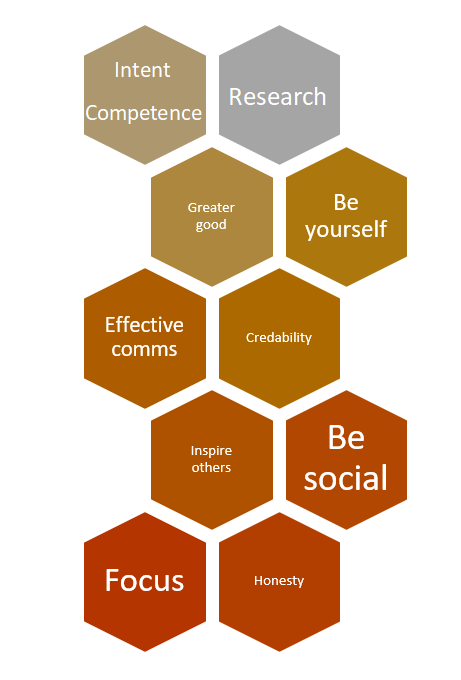 Intent
Competence
Research
Greater
good
Be
yourself
Effective
comms
Credability
Inspire
others
Be
social
Focus
Honesty